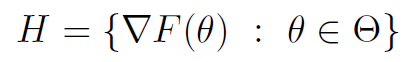 H = {∇F(θ) : θ ∈ Θ}